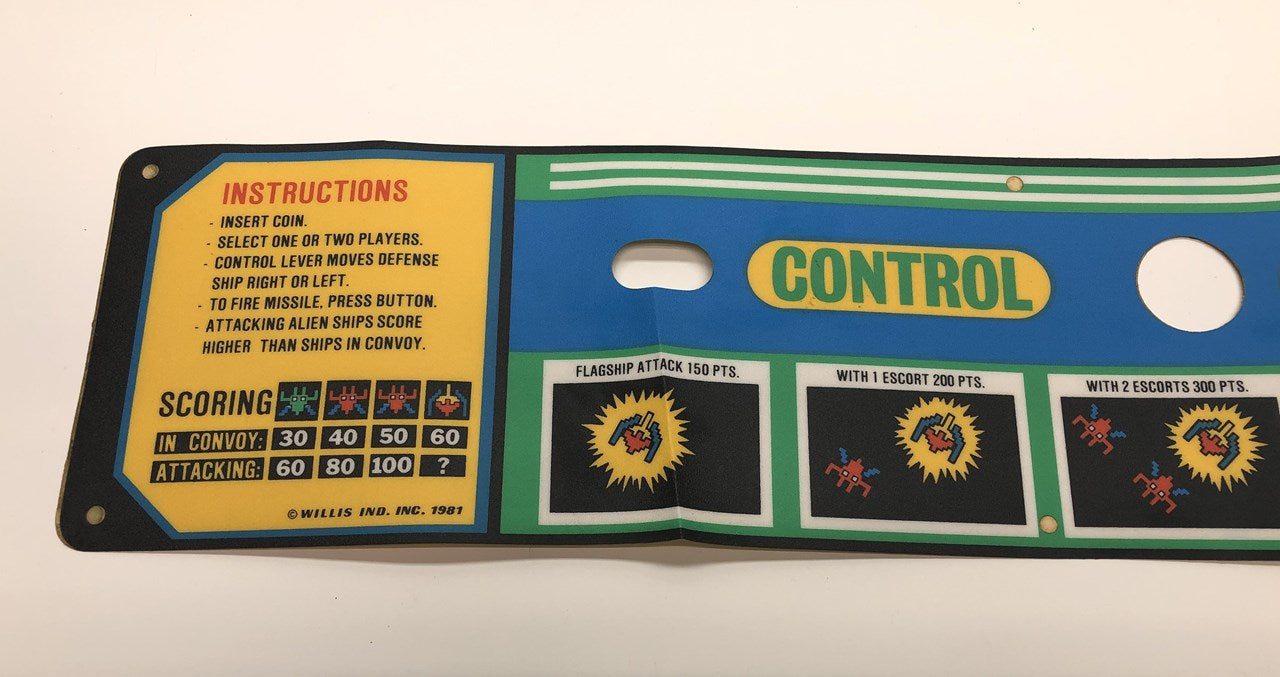 INSTRUCTIONS
- INSERT COIN.
- SELECT ONE OR TWO PLAYERS.
- CONTROL LEVER MOVES DEFENSE
SHIP RIGHT OR LEFT.
- TO FIRE MISSILE, PRESS BUTTON.
- ATTACKING ALIEN SHIPS SCORE
HIGHER THAN SHIPS IN CONVOY.
SCORING
IN CONVOY: 30 40 50 60
ATTACKING: 60 80 100 ?
©WILLIS IND. INC. 1981
CONTROL
FLAGSHIP ATTACK 150 PTS.
WITH 1 ESCORT 200 PTS.
WITH 2 ESCORTS 300 PTS.